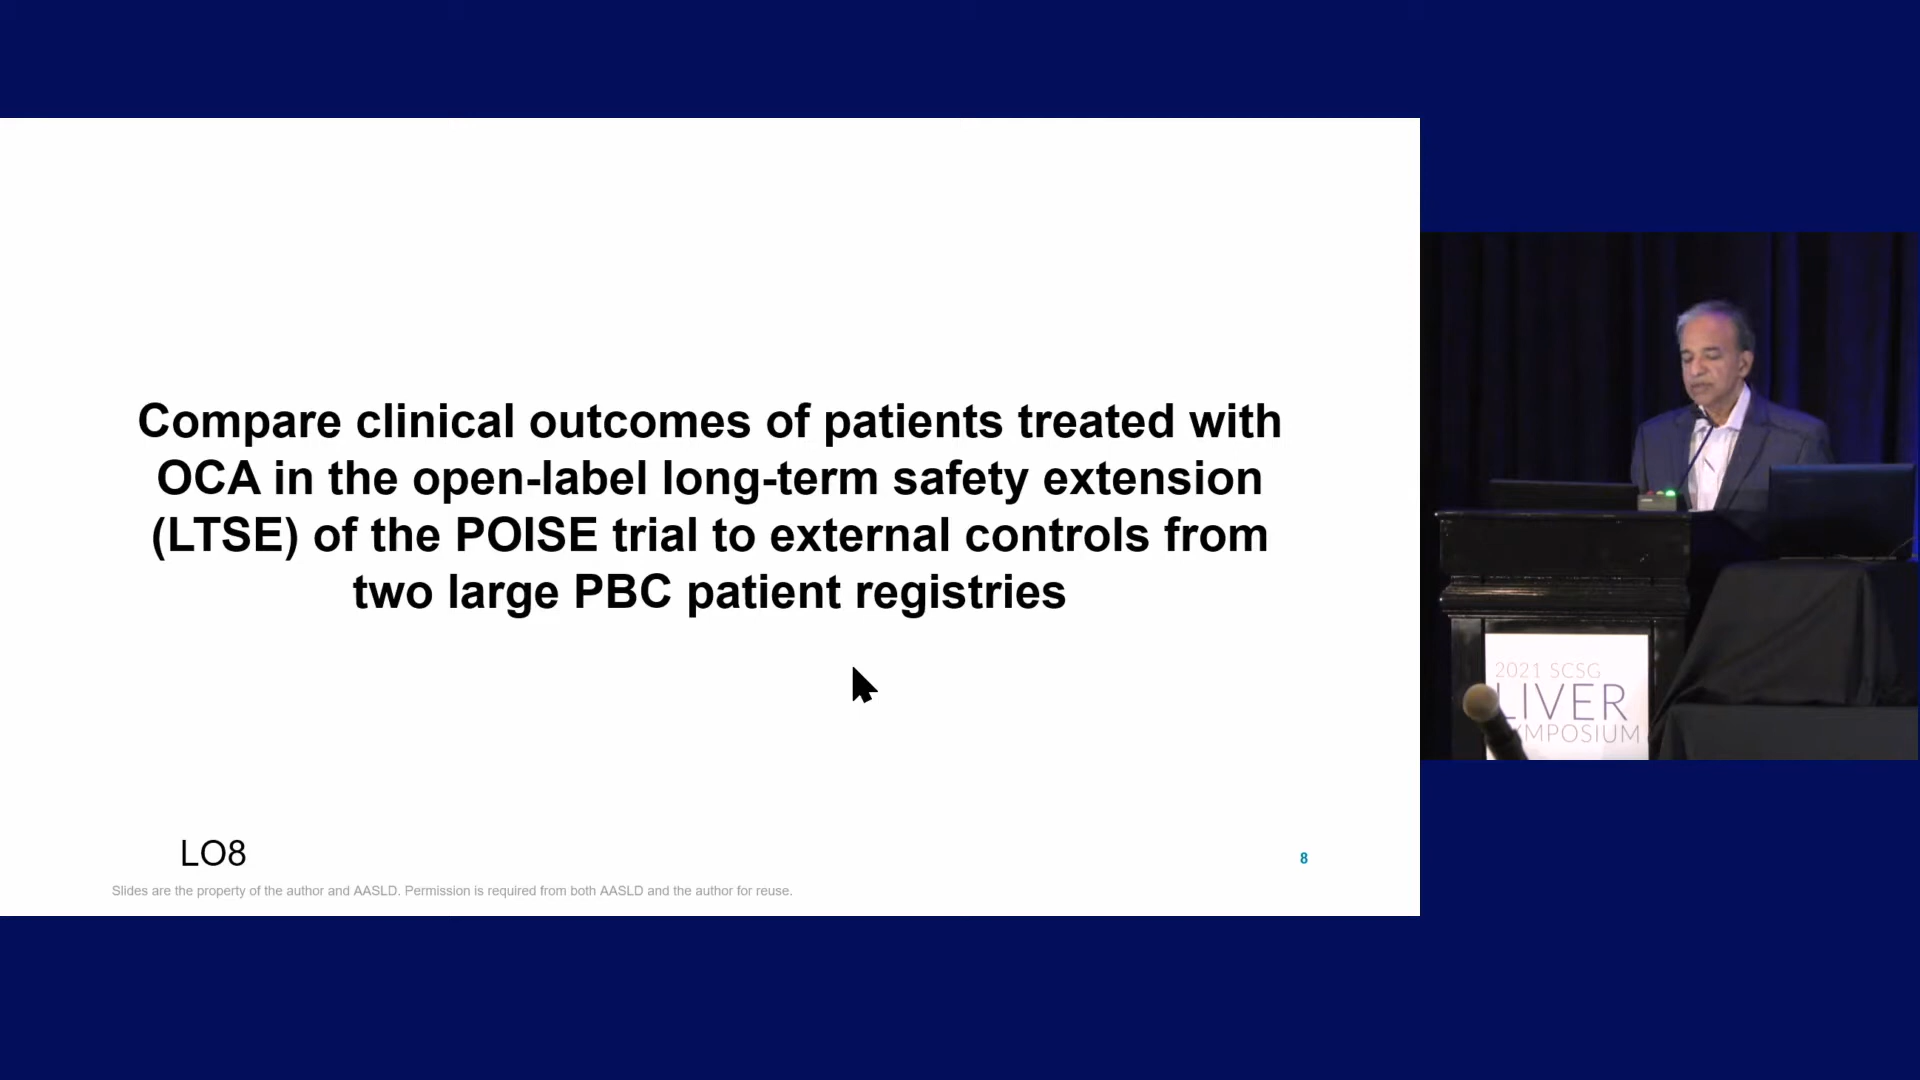 Compare clinical outcomes of patients treated with
OCA in the open-label long-term safety extension
(LTSE) of the POISE trial to external controls from
two large PBC patient registries
LO8
8
Slides are the property of the author and AASLD. Permission is required from both AASLD and the author for reuse.
2021 SCSG
LIVER
YMPOSIUM